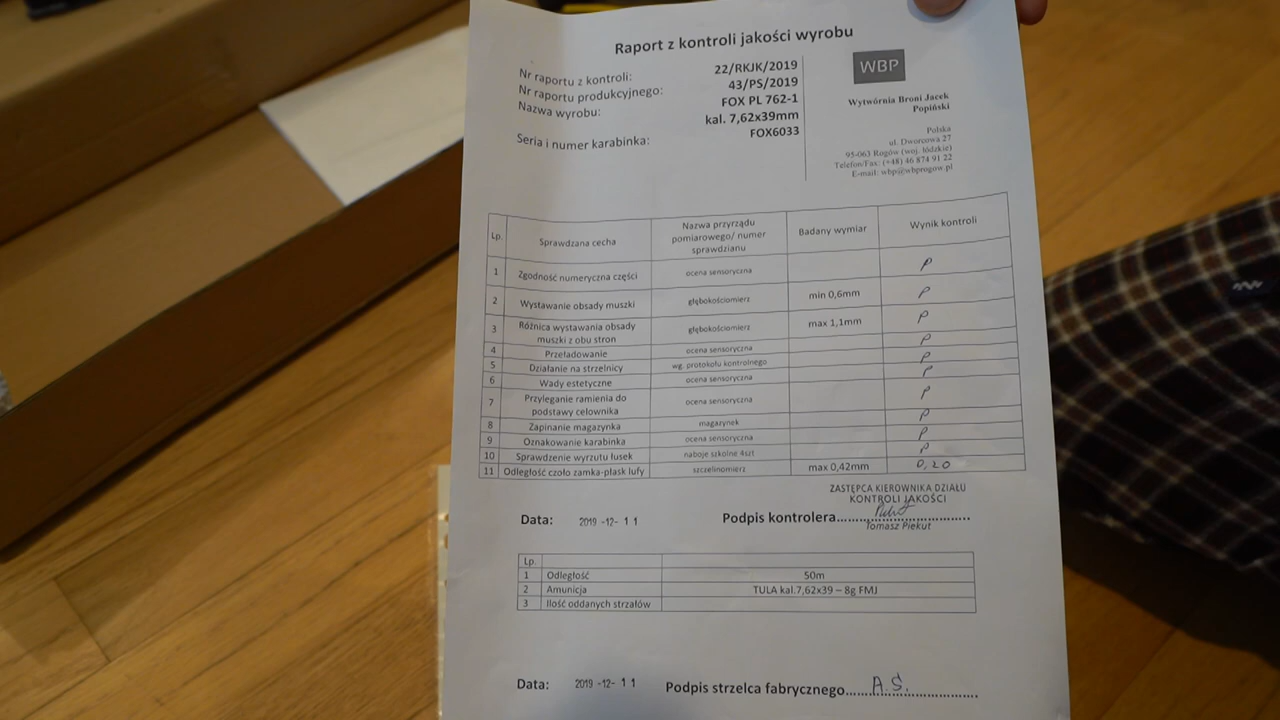 Raport z kontroli jakości wyrobu
Nr raportu z kontroli: 22/RKJK/2019
Nr raportu produkcyjnego: 43/PS/2019
Nazwa wyrobu: FOX PL 762-1
kal. 7,62x39mm
Seria i numer karabinka: FOX6033
WBP
Wytwórnia Broni Jacek
Popiński
Polska
ul. Dworcowa 27
95-063 Rogów (woj. łódzkie)
Telefon/Fax: (+48) 46 874 91 22
E-mail: wbp@wbprogow.pl
Lp. Sprawdzana cecha Nazwa przyrządu pomiarowego/ numer sprawdzianu Badany wymiar Wynik kontroli
1 Zgodność numeryczna części ocena sensoryczna P
2 Wystawanie obsady muszki głębokościomierz min 0,6mm P
3 Różnica wystawania obsady muszki z obu stron głębokościomierz max 1,1mm P
4 Przeładowanie ocena sensoryczna P
5 Działanie na strzelnicy wg. protokołu kontrolnego P
6 Wady estetyczne ocena sensoryczna P
7 Przyleganie ramienia do podstawy celownika ocena sensoryczna P
8 Zapinanie magazynka magazynek P
9 Oznakowanie karabinka ocena sensoryczna P
10 Sprawdzenie wyrzutu łusek naboje szkolne 4szt P
11 Odległość czoło zamka-płask lufy szczelinomierz max 0,42mm 0,20
ZASTĘPCA KIEROWNIKA DZIAŁU
KONTROLI JAKOŚCI
Data: 2019 -12- 11 Podpis kontrolera
Tomasz Piekut
Lp.
1 Odległość 50m
2 Amunicja TULA kal.7,62x39 – 8g FMJ
3 Ilość oddanych strzałów
Data: 2019 -12- 11 Podpis strzelca fabrycznego A.Ś.